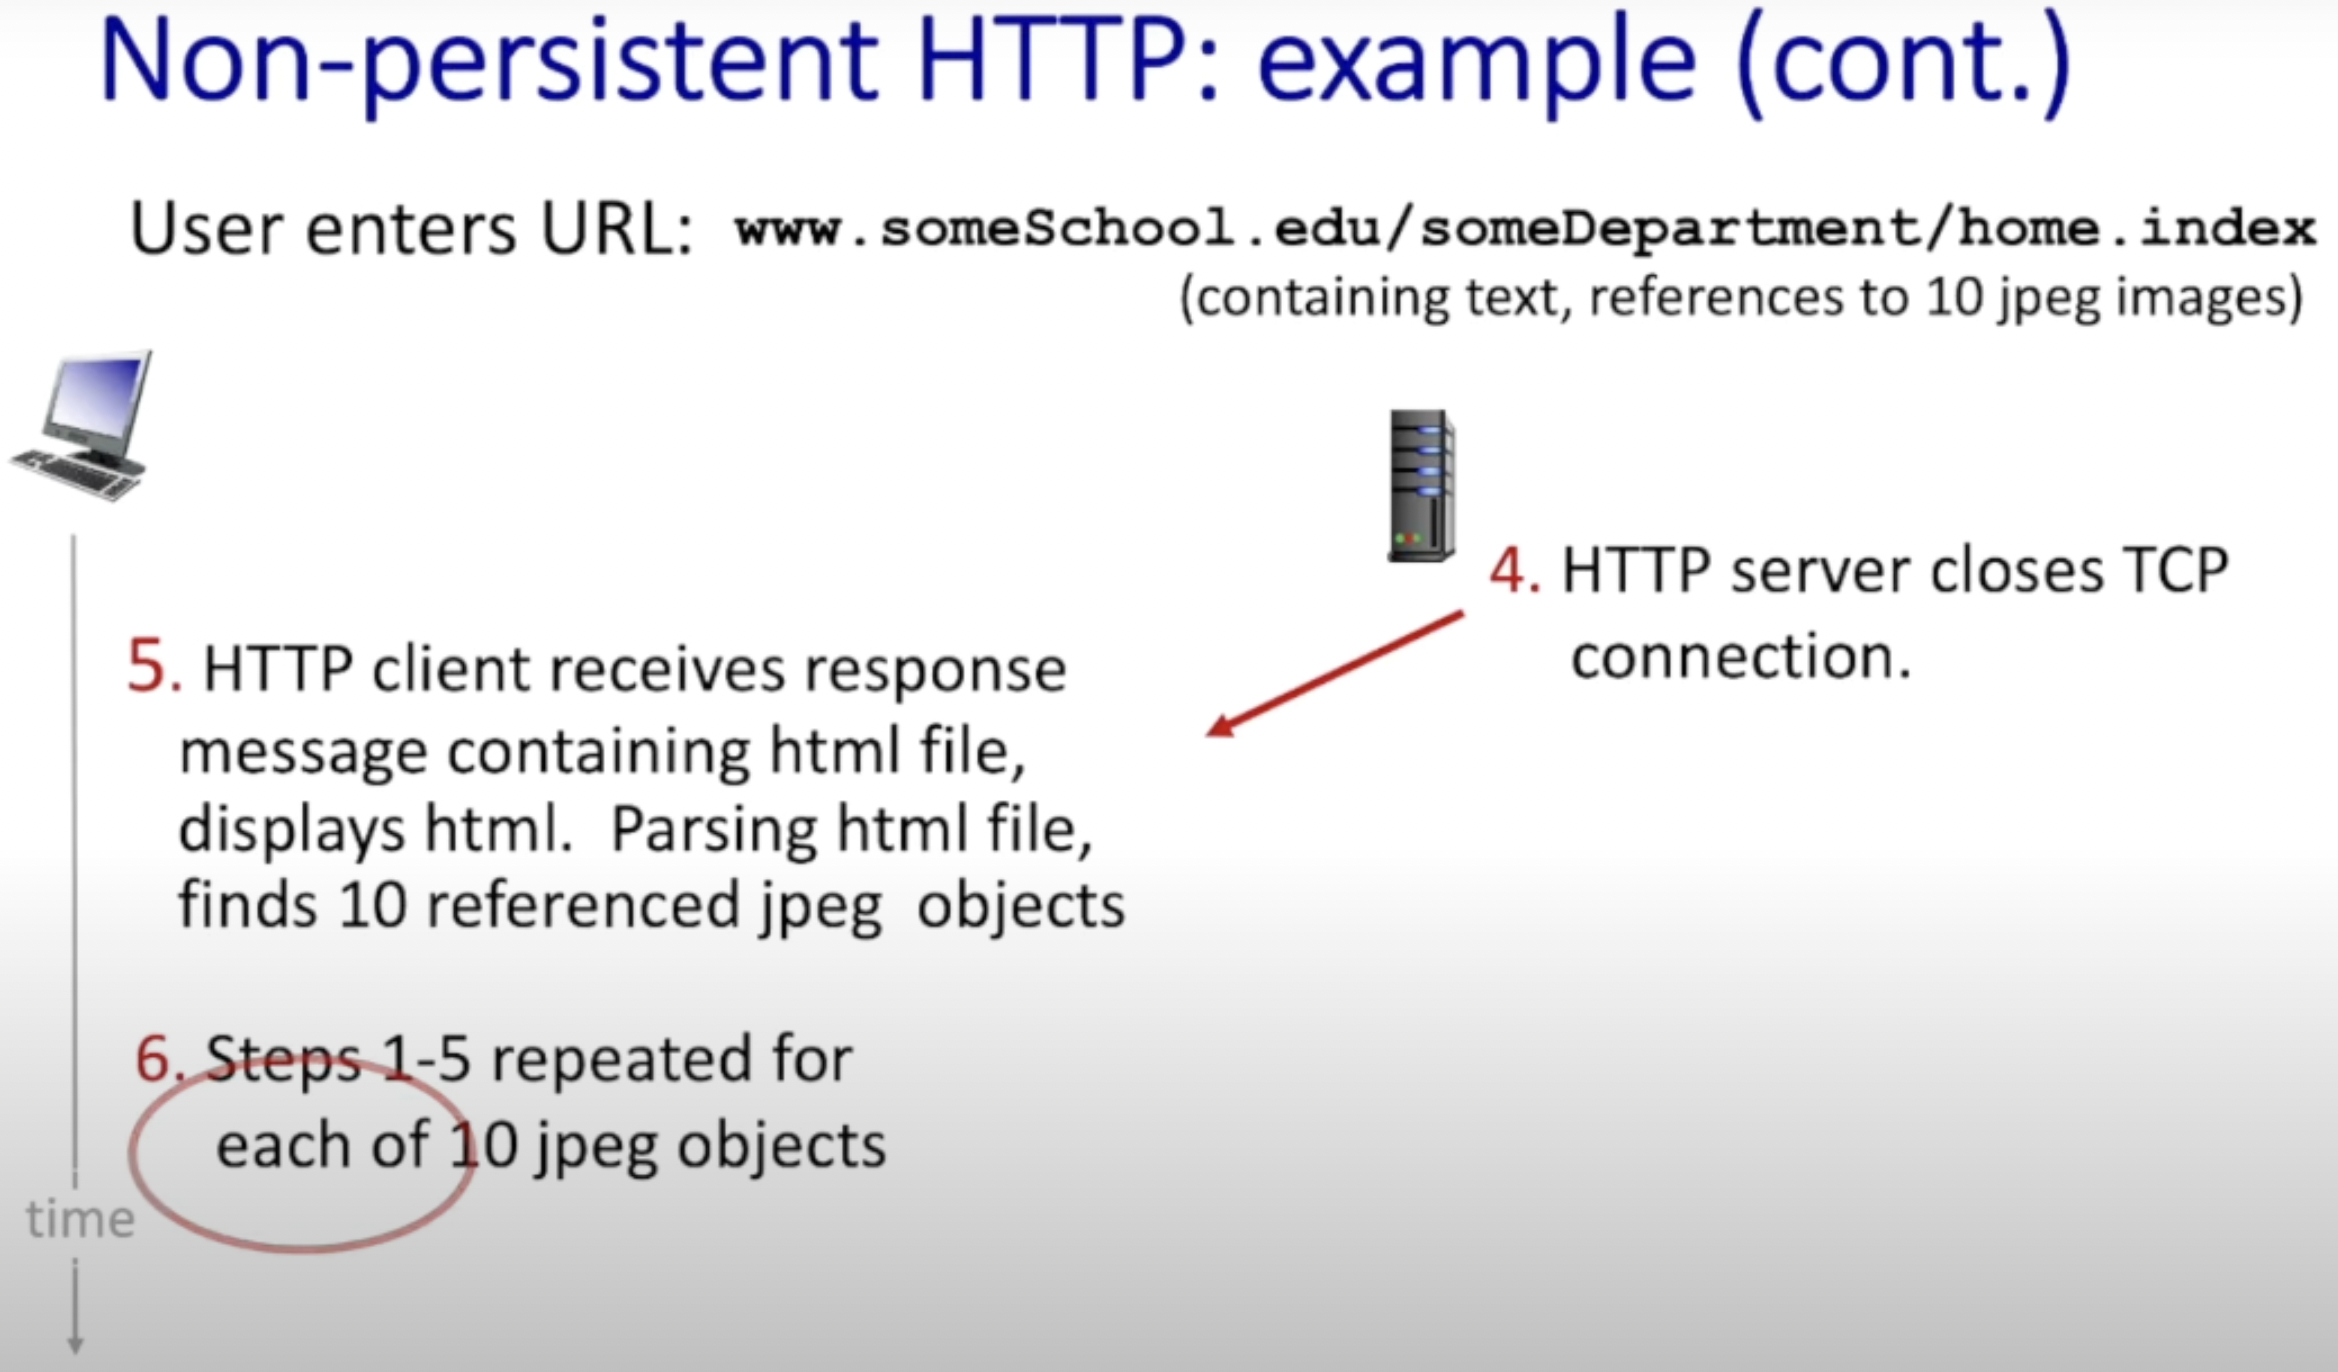 Non-persistent HTTP: example (cont.)
User enters URL: www.someSchool.edu/someDepartment/home.index
(containing text, references to 10 jpeg images)
4. HTTP server closes TCP
connection.
5. HTTP client receives response
message containing html file,
displays html. Parsing html file,
finds 10 referenced jpeg objects
6. Steps 1-5 repeated for
each of 10 jpeg objects
time